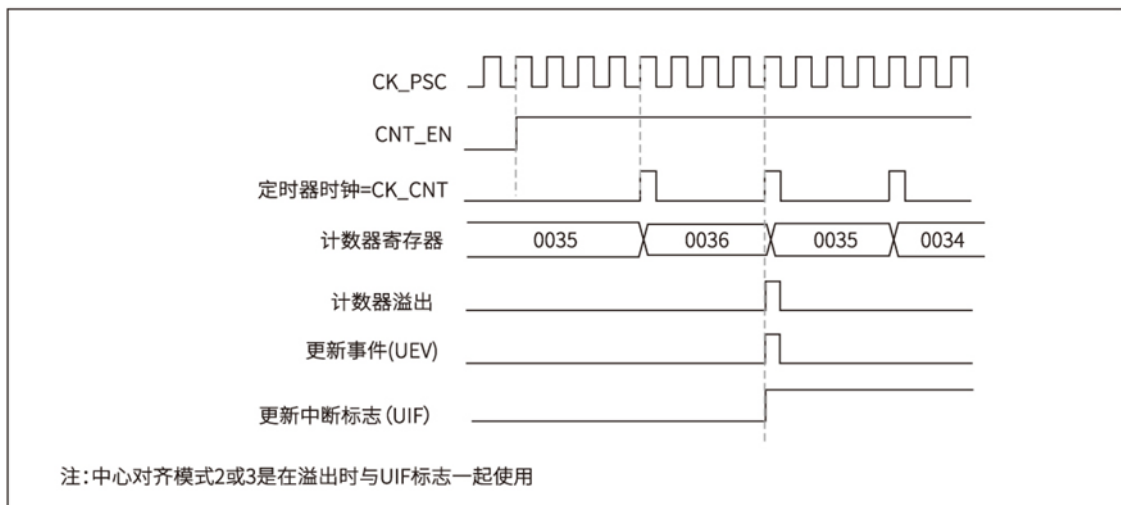 CK_PSC
CNT_EN
定时器时钟=CK_CNT
计数器寄存器 0035 0036 0035 0034
计数器溢出
更新事件(UEV)
更新中断标志(UIF)
注:中心对齐模式2或3是在溢出时与UIF标志一起使用